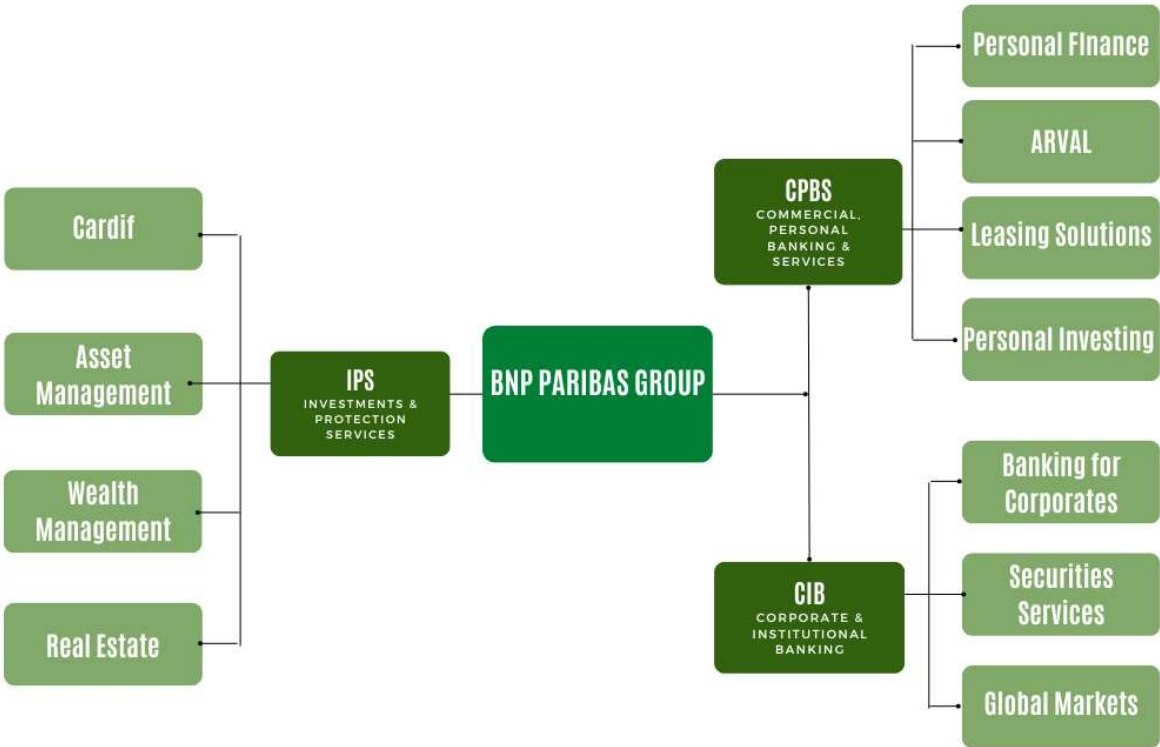 Personal FInance
ARVAL
CPBS
COMMERCIAL,
PERSONAL
BANKING &
SERVICES
Leasing Solutions
Personal Investing
Cardif
Asset
Management
Wealth
Management
Real Estate
IPS
INVESTMENTS &
PROTECTION
SERVICES
BNP PARIBAS GROUP
CIB
CORPORATE &
INSTITUTIONAL
BANKING
Banking for
Corporates
Securities
Services
Global Markets